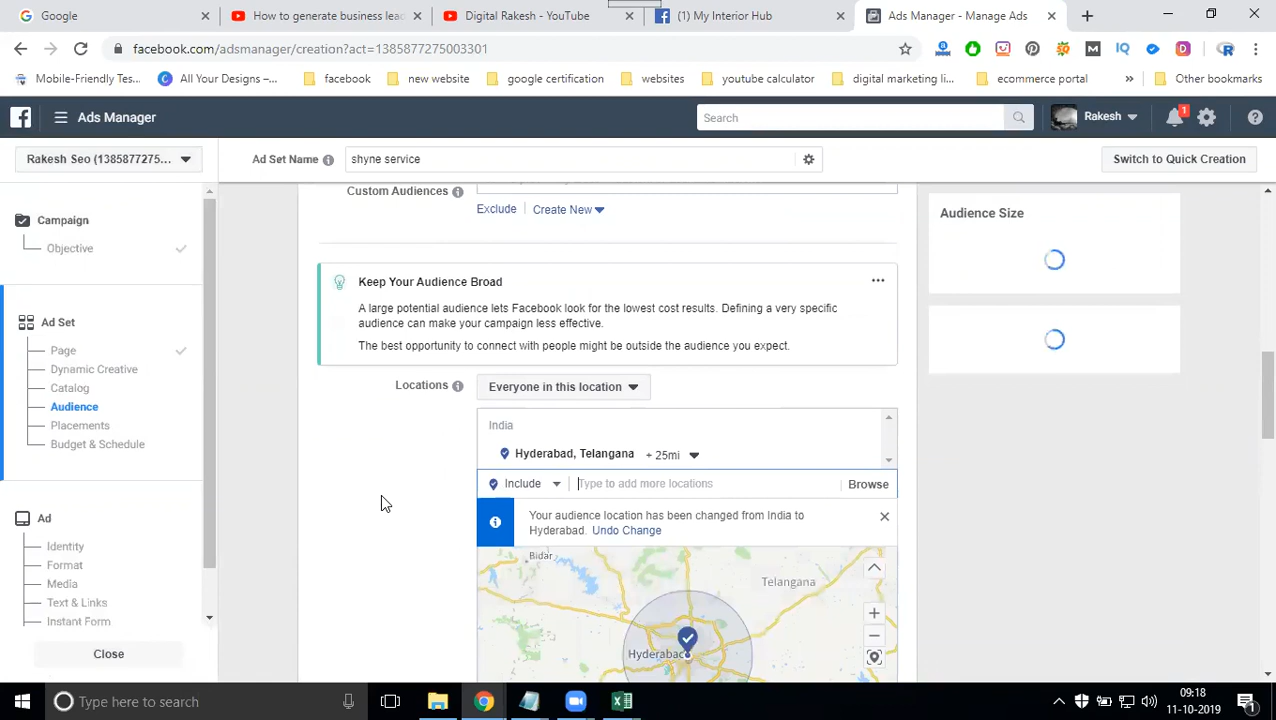 Google
How to generate business lea
Digital Rakesh - YouTube
(1) My Interior Hub
Ads Manager - Manage Ads
facebook.com/adsmanager/creation?act=1385877275003301
Mobile-Friendly Tes...
All Your Designs –...
facebook
new website
google certification
websites
youtube calculator
digital marketing li...
ecommerce portal
Other bookmarks
Ads Manager
Search
Rakesh
1
Rakesh Seo (1385877275...
Ad Set Name
shyne service
Switch to Quick Creation
Campaign
Objective
Ad Set
Page
Dynamic Creative
Catalog
Audience
Placements
Budget & Schedule
Ad
Identity
Format
Media
Text & Links
Instant Form
Close
Custom Audiences
Exclude
Create New
Keep Your Audience Broad
A large potential audience lets Facebook look for the lowest cost results. Defining a very specific
audience can make your campaign less effective.
The best opportunity to connect with people might be outside the audience you expect.
Locations
Everyone in this location
India
Hyderabad, Telangana + 25mi
Include
Type to add more locations
Browse
Your audience location has been changed from India to
Hyderabad. Undo Change
Bidar
Telangana
Hyderabad
Audience Size
Type here to search
09:18
11-10-2019
1